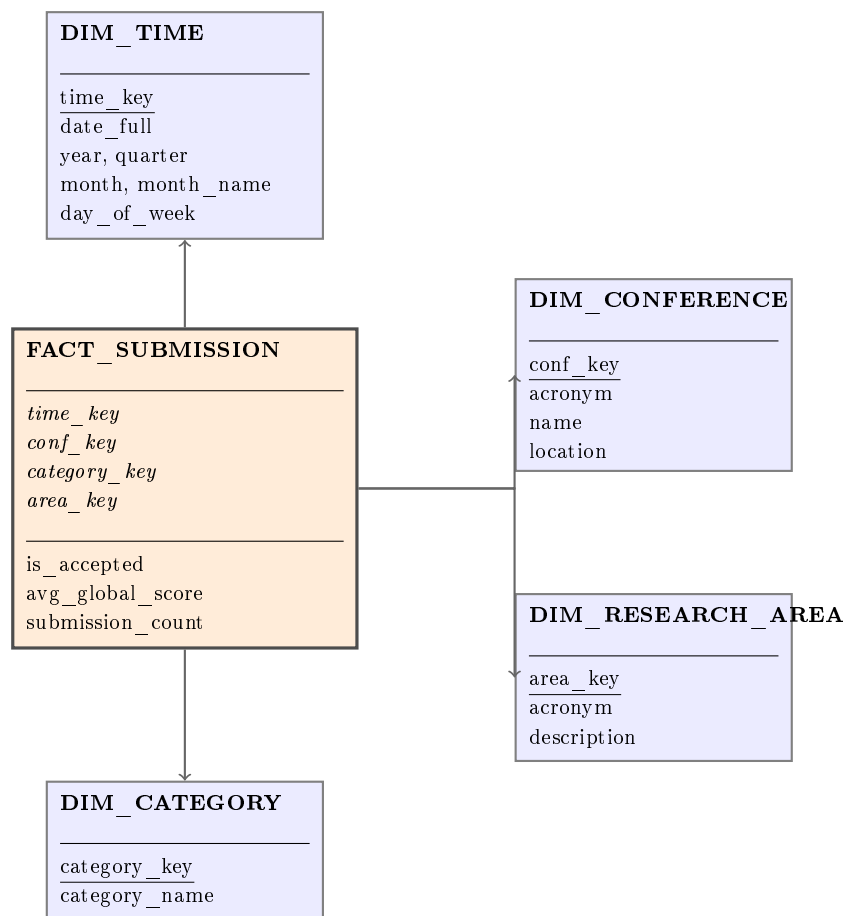 DIM_TIME
time_key
date_full
year, quarter
month, month_name
day_of_week
FACT_SUBMISSION
time_key
conf_key
category_key
area_key
is_accepted
avg_global_score
submission_count
DIM_CONFERENCE
conf_key
acronym
name
location
DIM_RESEARCH_AREA
area_key
acronym
description
DIM_CATEGORY
category_key
category_name